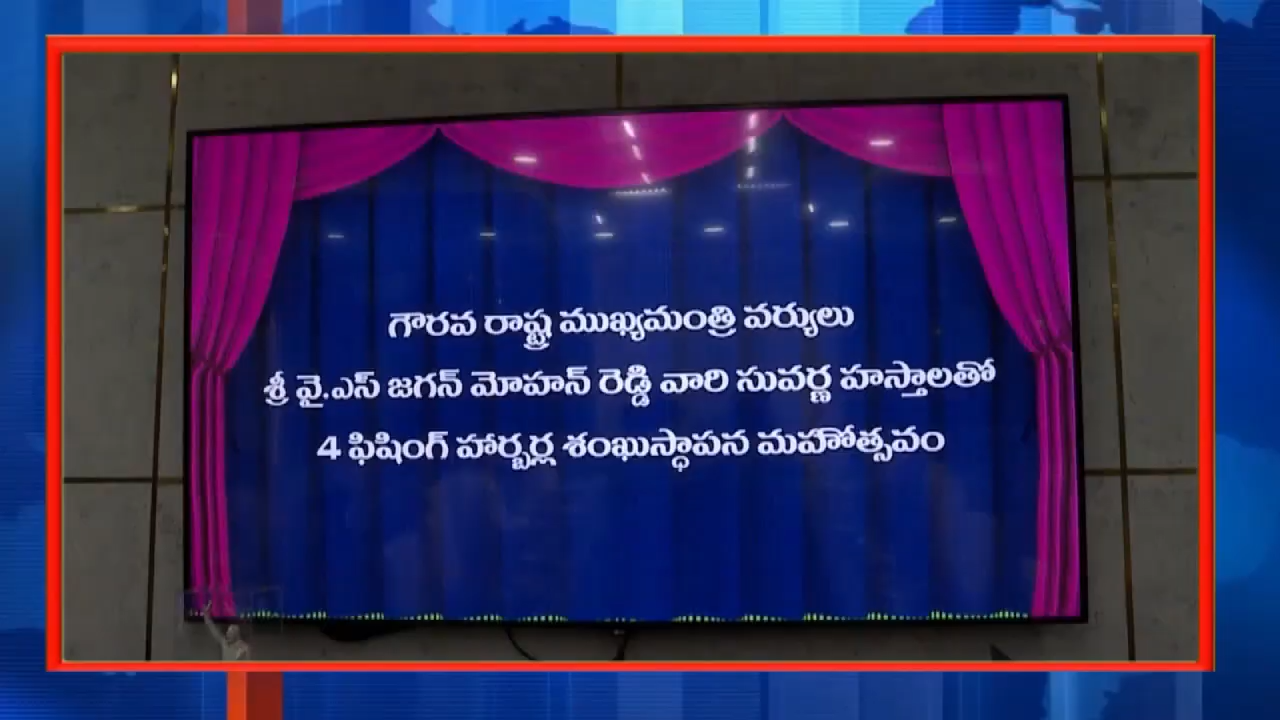 గౌరవ రాష్ట్ర ముఖ్యమంత్రి వర్యులు
శ్రీ వై.ఎస్ జగన్ మోహన్ రెడ్డి వారి సువర్ణ హస్తాలతో
4 ఫిషింగ్ హార్బర్ల శంఖుస్ధాపన మహోత్సవం